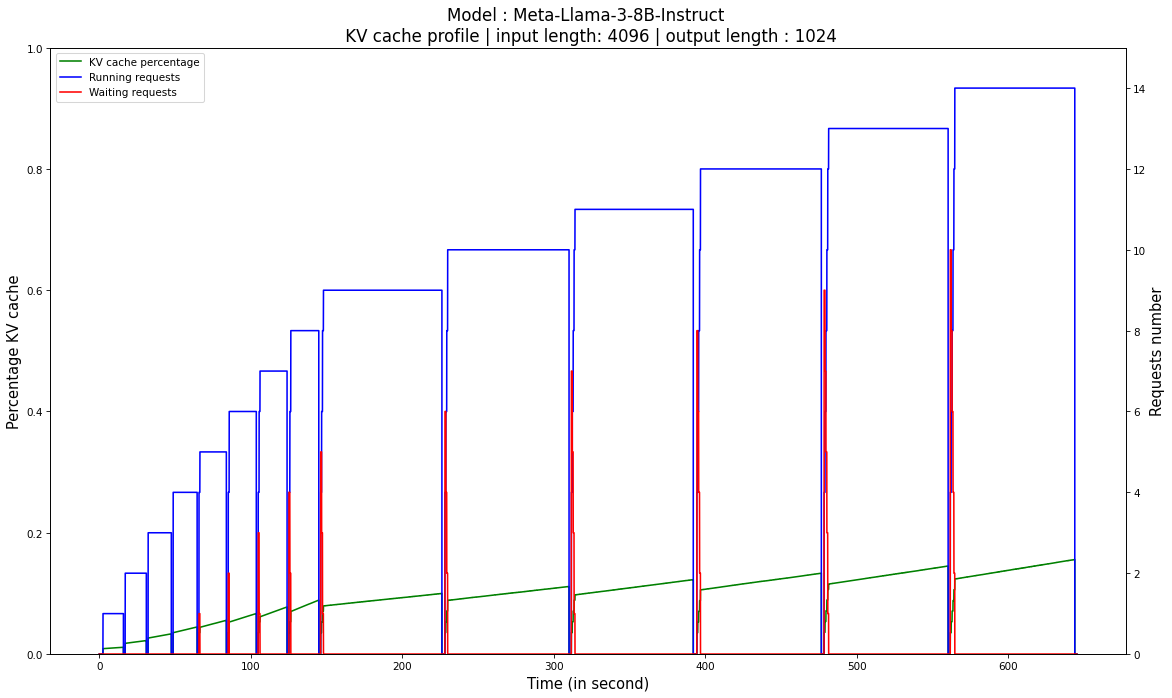 Model : Meta-Llama-3-8B-Instruct
KV cache profile | input length: 4096 | output length : 1024
KV cache percentage
Running requests
Waiting requests
Percentage KV cache
1.0
0.8
0.6
0.4
0.2
0.0
0
100
200
300
400
500
600
Time (in second)
14
12
10
8
6
4
2
0
Requests number